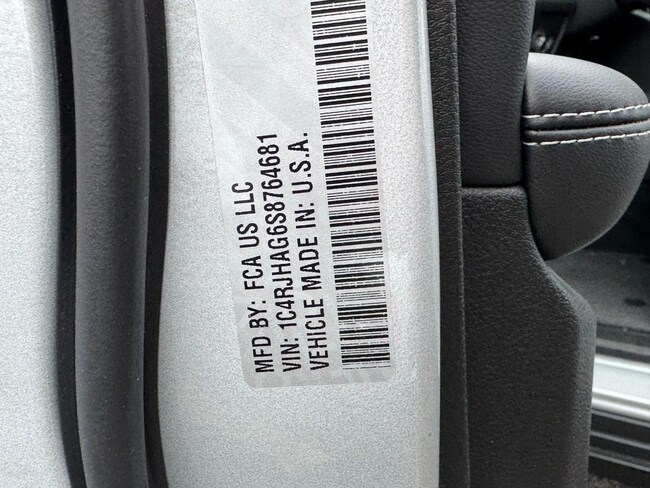 MFD BY: FCA US LLC
VIN: 1C4RJHAG6S8764681
VEHICLE MADE IN: U.S.A.